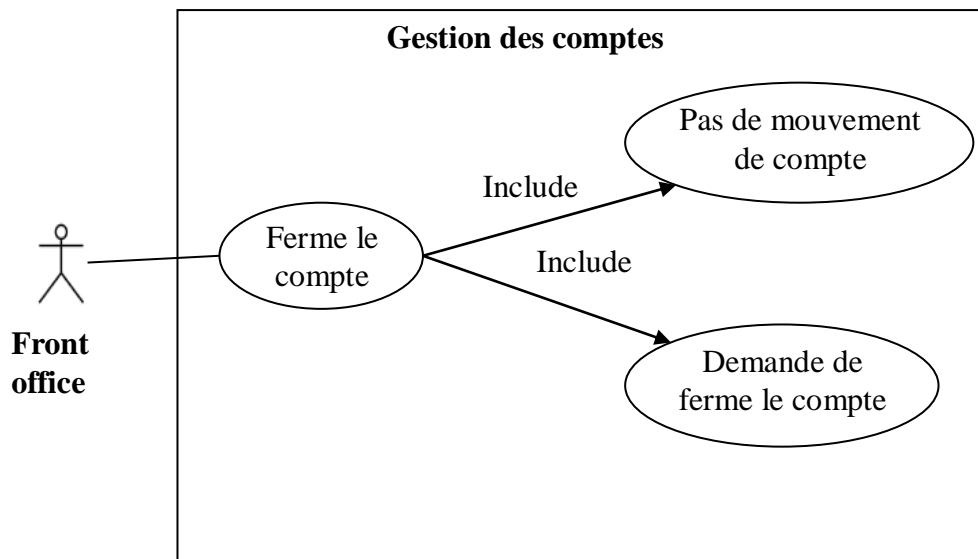 Gestion des comptes
Pas de mouvement
de compte
Include
Ferme le
compte
Include
Front
office
Demande de
ferme le compte